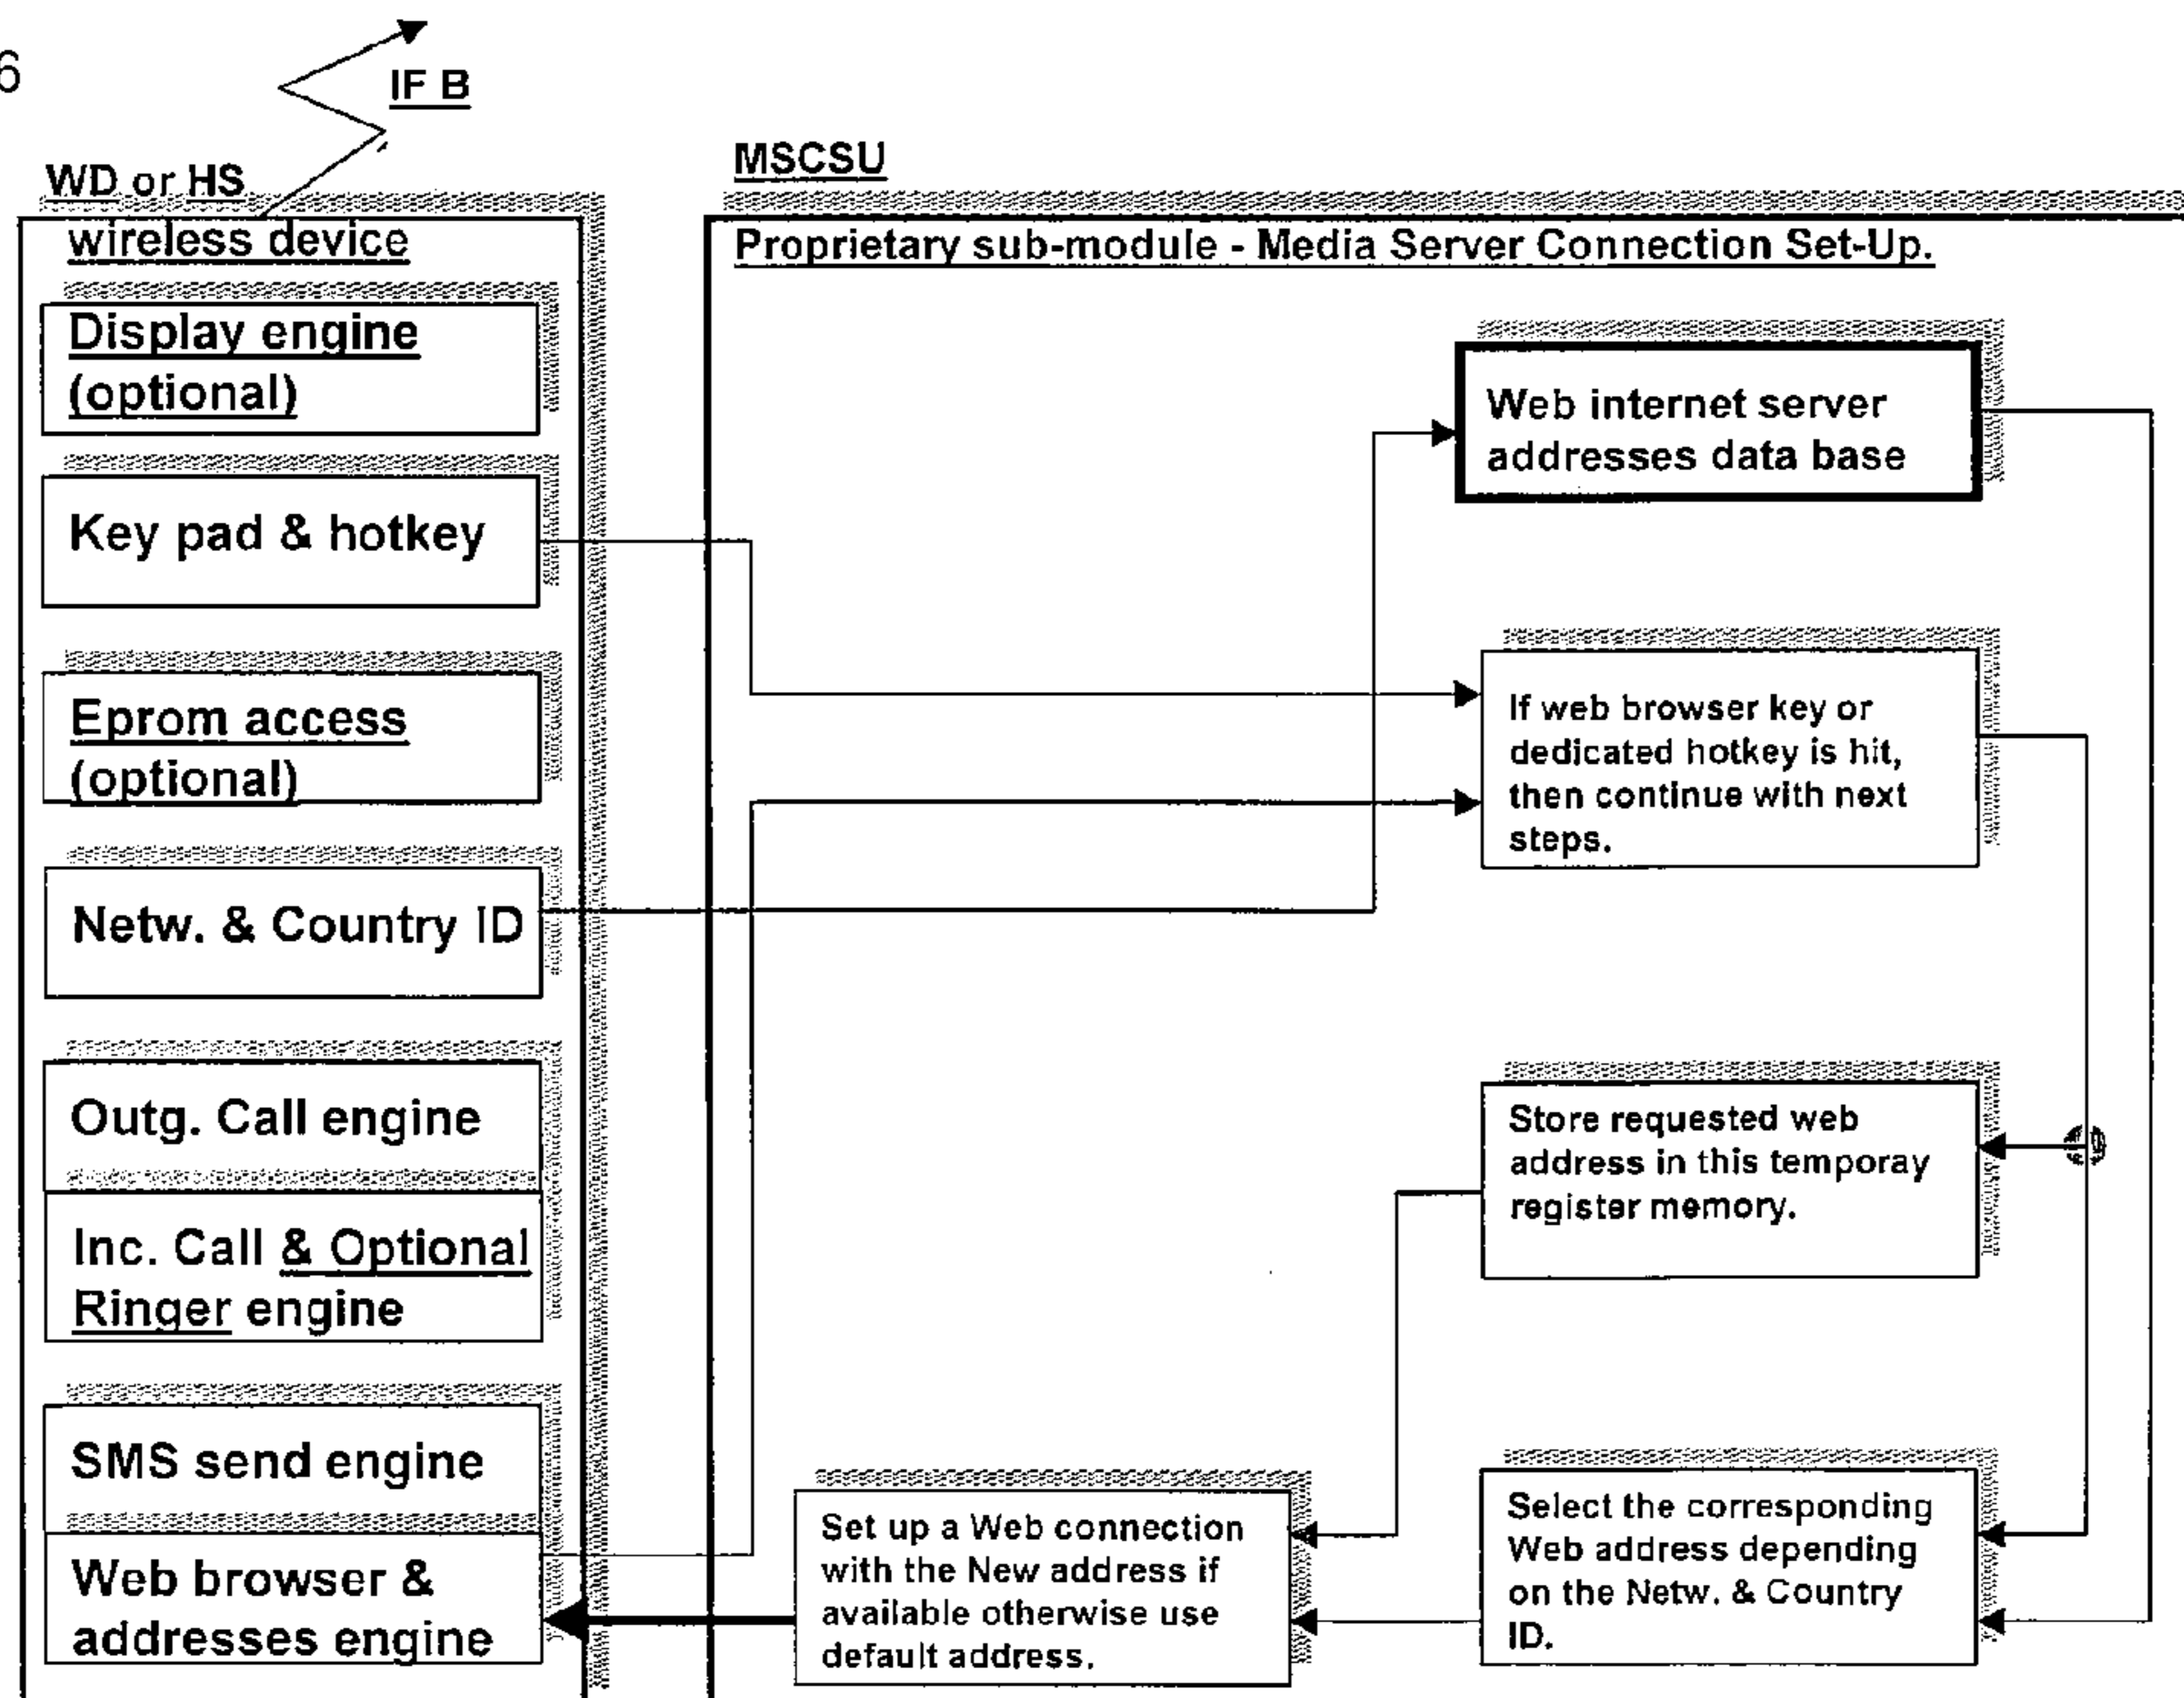 6
IF B
WD or HS
wireless device
Display engine
(optional)
Key pad & hotkey
Eprom access
(optional)
Netw. & Country ID
Outg. Call engine
Inc. Call & Optional
Ringer engine
SMS send engine
Web browser &
addresses engine
MSCSU
Proprietary sub-module - Media Server Connection Set-Up.
Web internet server
addresses data base
If web browser key or
dedicated hotkey is hit,
then continue with next
steps.
Store requested web
address in this temporay
register memory.
Select the corresponding
Web address depending
on the Netw. & Country
ID.
Set up a Web connection
with the New address if
available otherwise use
default address.